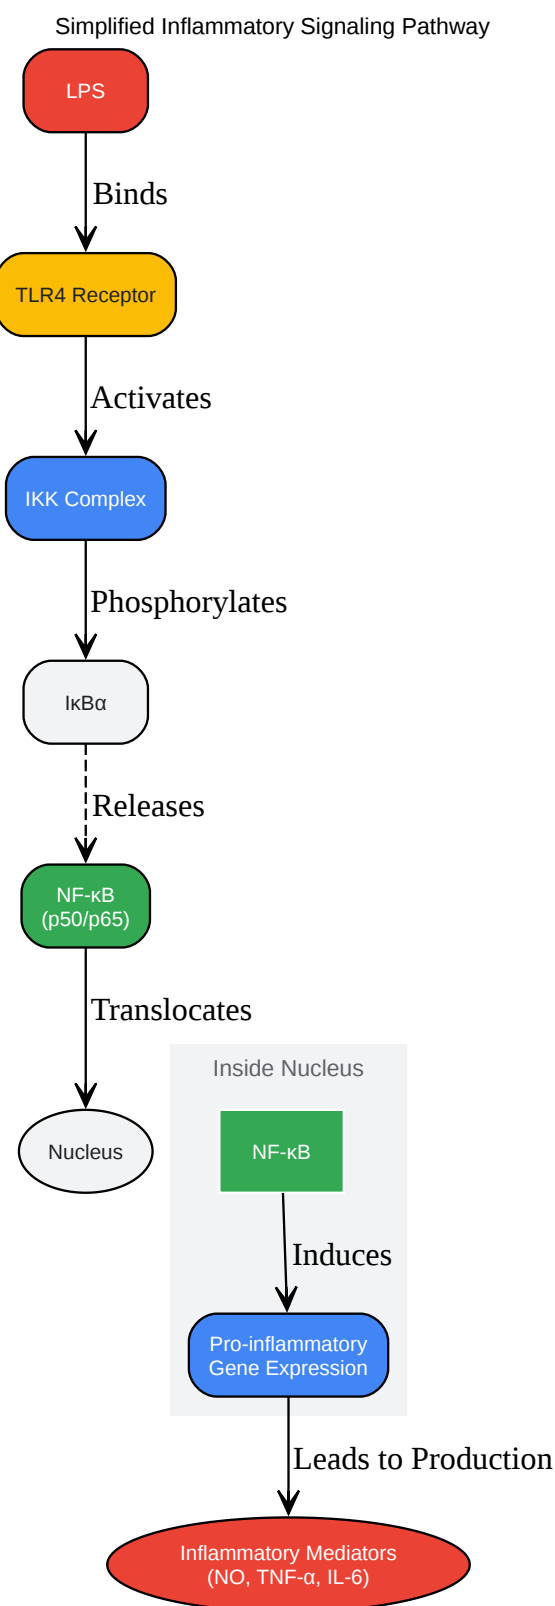 Simplified Inflammatory Signaling Pathway
LPS
Binds
TLR4 Receptor
Activates
IKK Complex
Phosphorylates
IκBα
Releases
NF-κB
(p50/p65)
Translocates
Nucleus
Inside Nucleus
NF-κB
Induces
Pro-inflammatory
Gene Expression
Leads to Production
Inflammatory Mediators
(NO, TNF-α, IL-6)